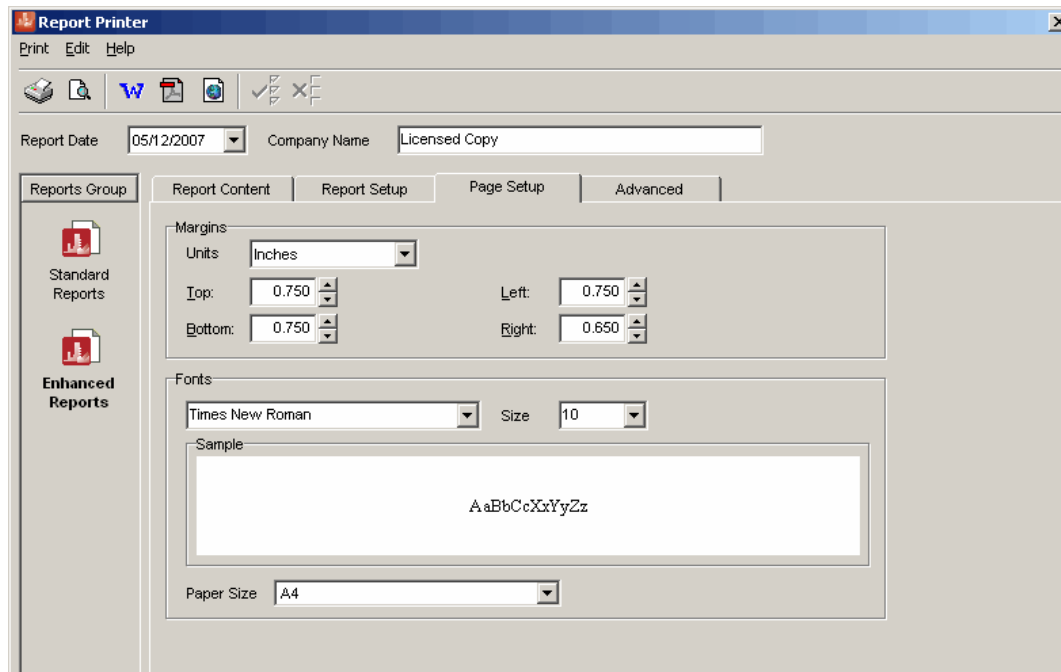 Report Printer
Print Edit Help
Report Date 05/12/2007 Company Name Licensed Copy
Reports Group
Standard
Reports
Enhanced
Reports
Report Content Report Setup Page Setup Advanced
Margins
Units Inches
Top: 0.750 Left: 0.750
Bottom: 0.750 Right: 0.650
Fonts
Times New Roman Size 10
Sample
AaBbCcXxYyZz
Paper Size A4